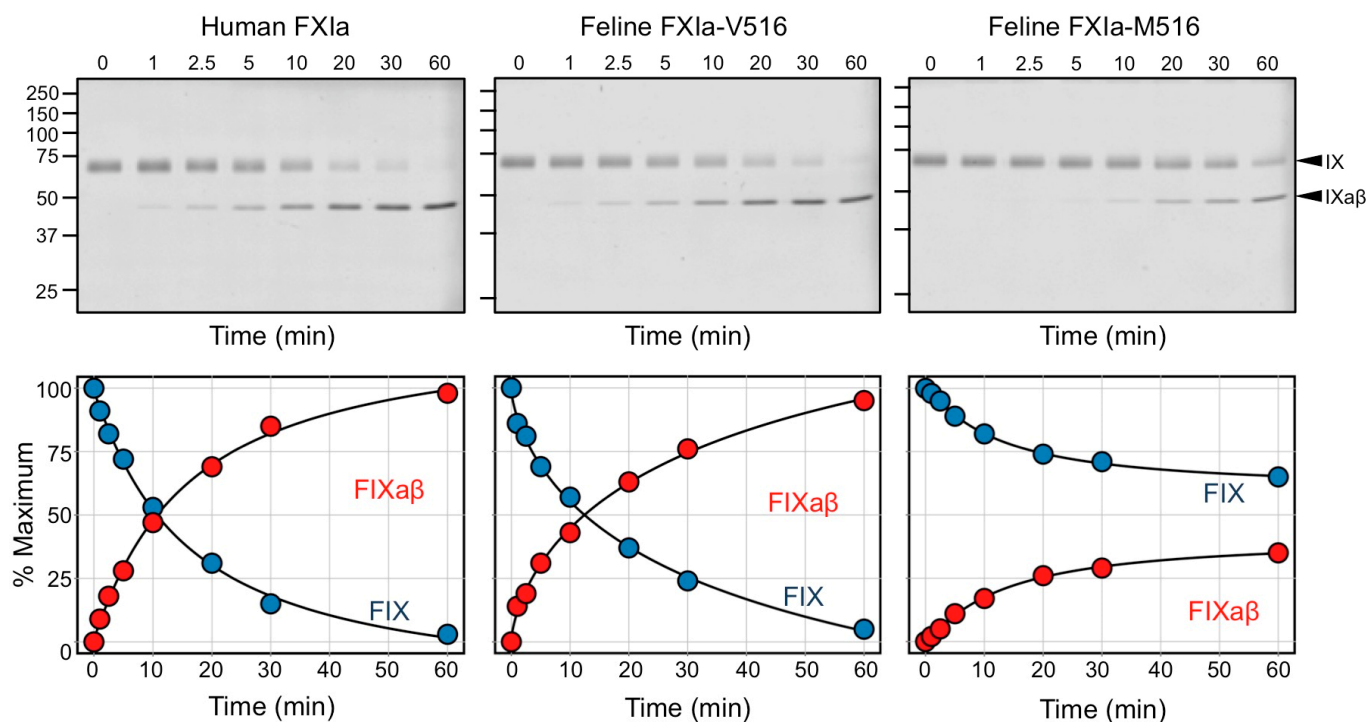 Human FXIa
Feline FXIa-V516
Feline FXIa-M516
0 1 2.5 5 10 20 30 60
0 1 2.5 5 10 20 30 60
0 1 2.5 5 10 20 30 60
250
150
100
75
50
37
25
IX
IXaβ
Time (min)
Time (min)
Time (min)
% Maximum
100
75
50
25
0
FIXaβ
FIX
FIXaβ
FIX
FIX
FIXaβ
0 10 20 30 40 50 60
0 10 20 30 40 50 60
0 10 20 30 40 50 60
Time (min)
Time (min)
Time (min)